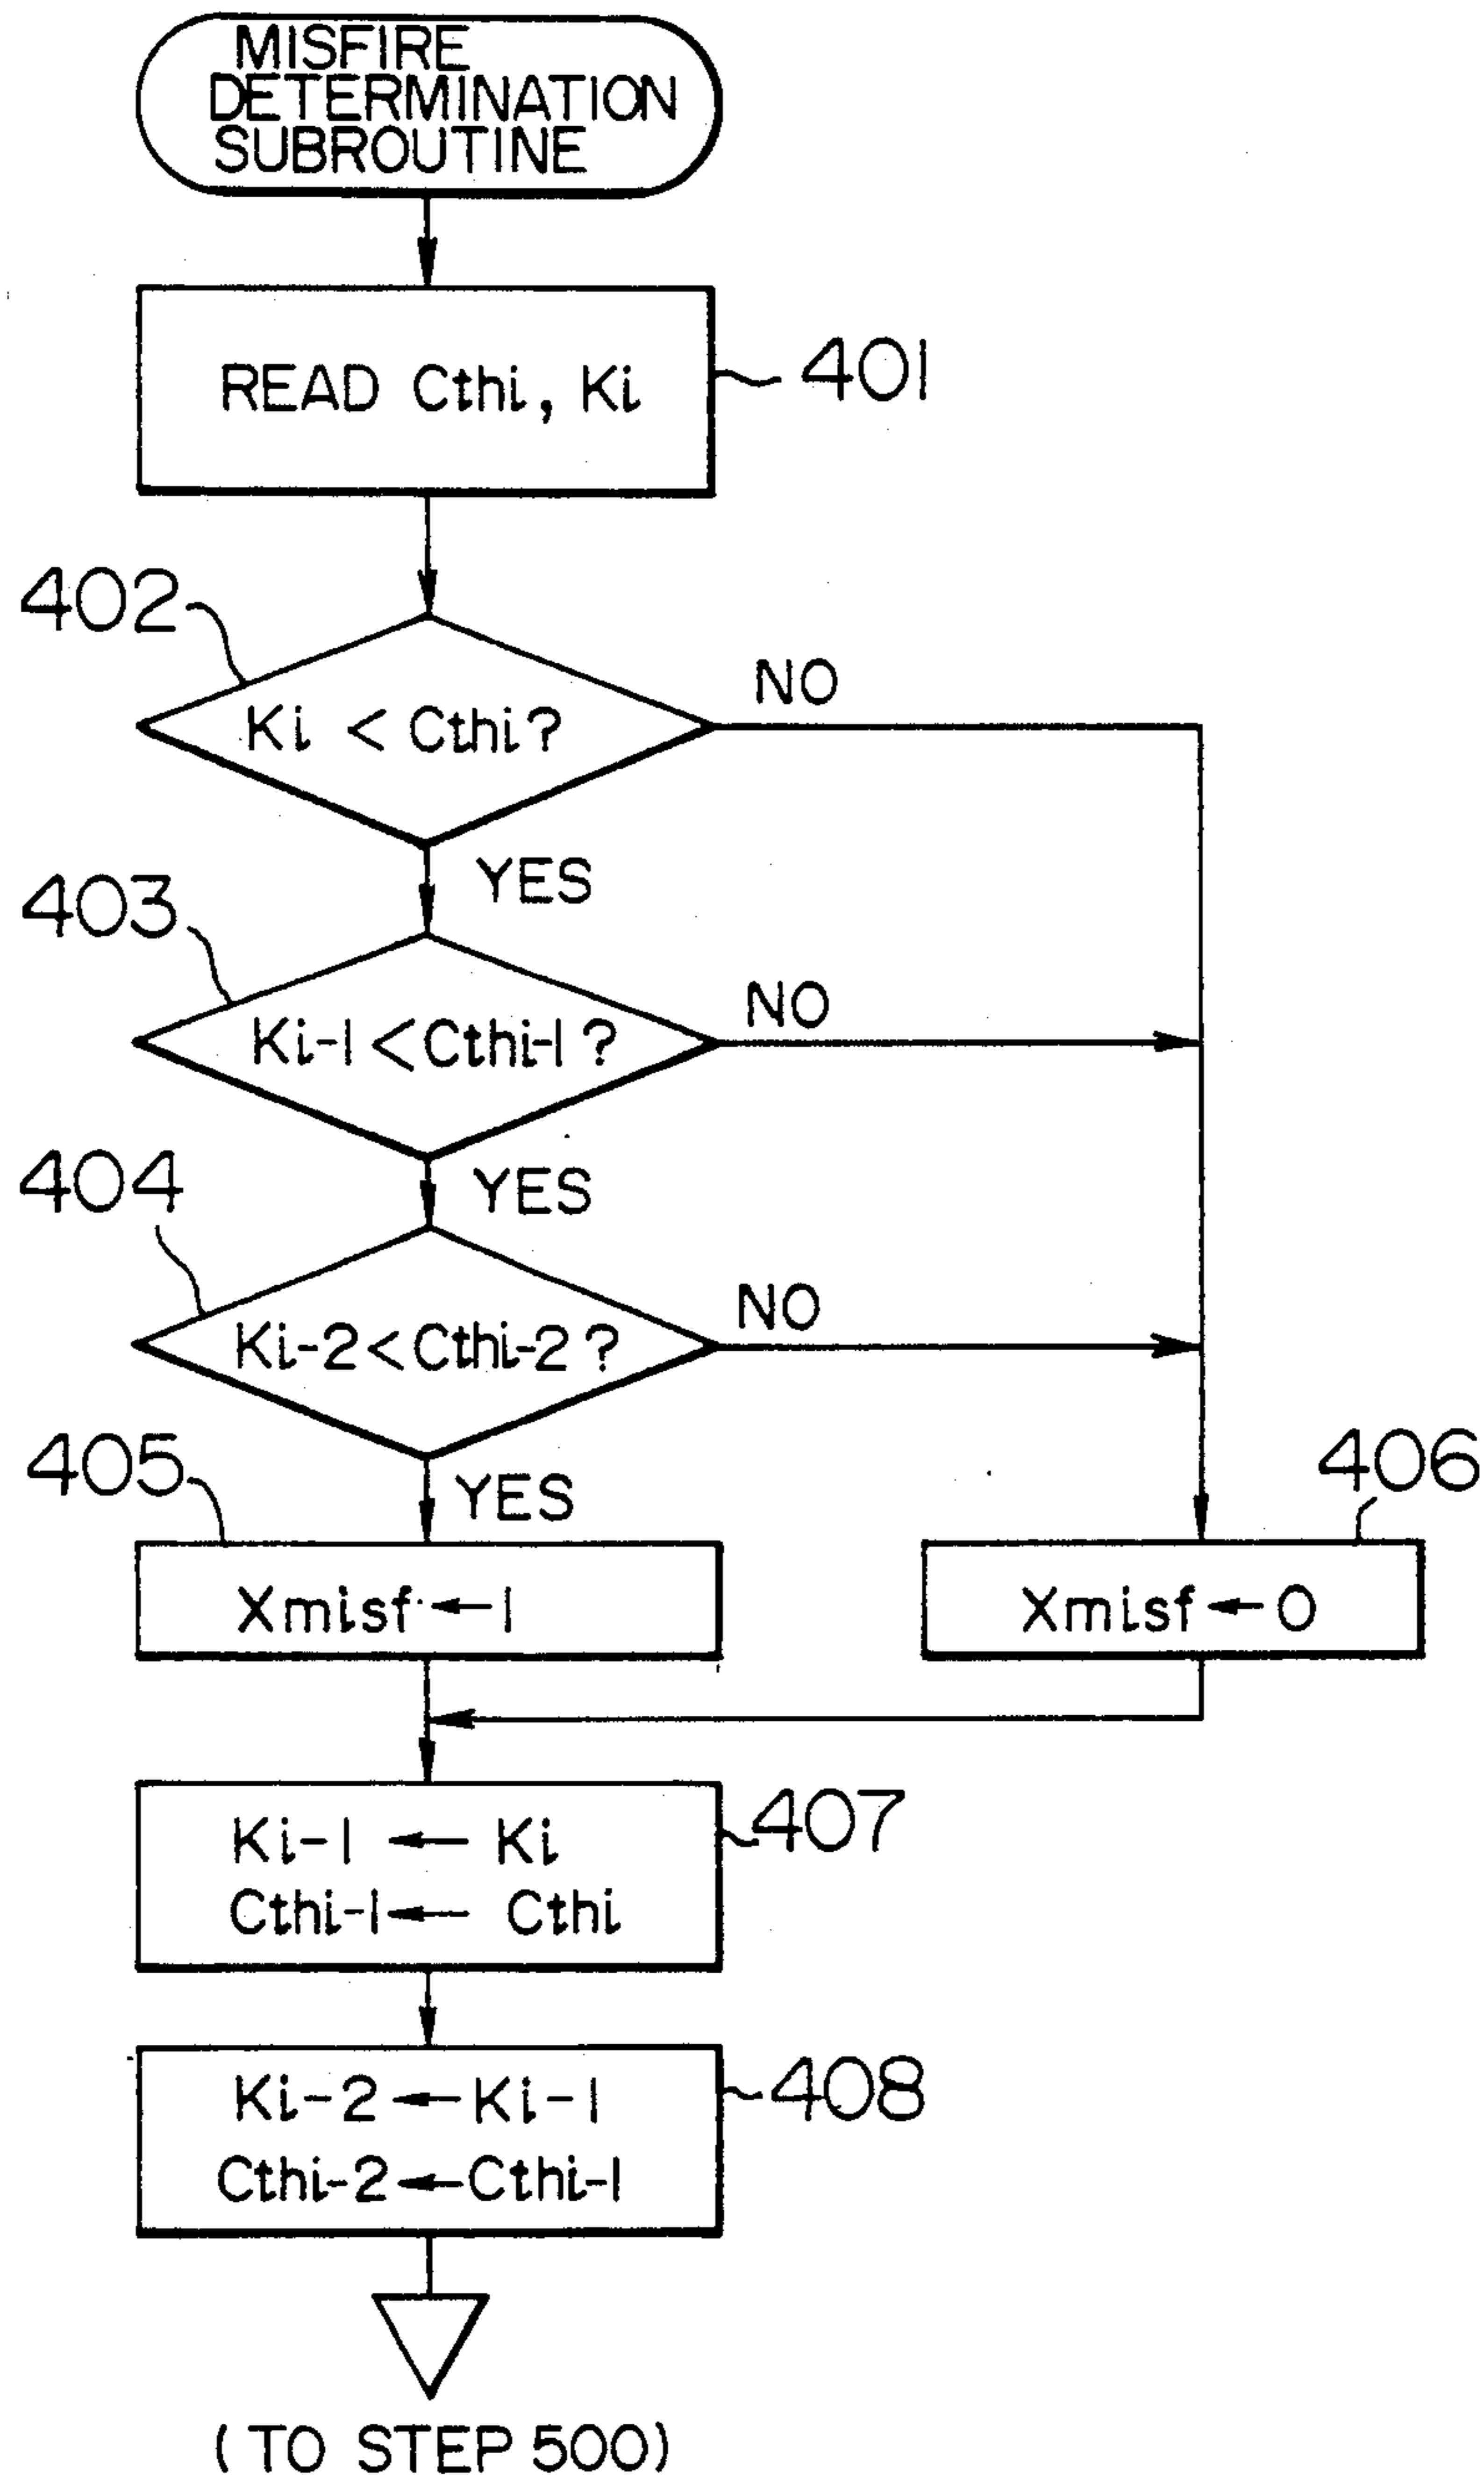 MISFIRE
DETERMINATION
SUBROUTINE
READ Cthi, Ki
401
402
Ki < Cthi?
NO
YES
403
Ki-1 < Cthi-1 ?
NO
YES
404
Ki-2 < Cthi-2 ?
NO
YES
405
Xmisf ← 1
406
Xmisf ← 0
407
Ki-1 ← Ki
Cthi-1 ← Cthi
408
Ki-2 ← Ki-1
Cthi-2 ← Cthi-1
(TO STEP 500)